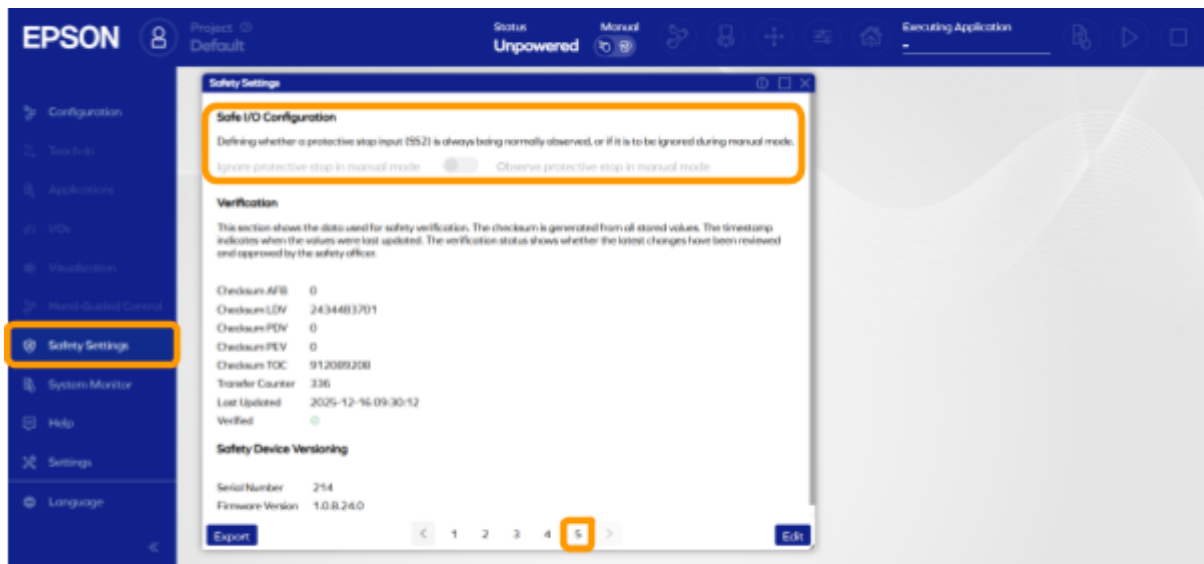 EPSON
Project
Default
Status
Unpowered
Manual
Executing Application
-
Configuration
Teach-In
Applications
I/Os
Visualization
Hand-Guided Control
Safety Settings
System Monitor
Help
Settings
Language
Safety Settings
Safe I/O Configuration
Defining whether a protective stop input (SS2) is always being normally observed, or if it is to be ignored during manual mode.
Ignore protective stop in manual mode Observe protective stop in manual mode
Verification
This section shows the data used for safety verification. The checksum is generated from all stored values. The timestamp
indicates when the values were last updated. The verification status shows whether the latest changes have been reviewed
and approved by the safety officer.
Checksum AFB 0
Checksum LDV 2434483701
Checksum PDV 0
Checksum PEV 0
Checksum TOC 912089208
Transfer Counter 336
Last Updated 2025-12-16 09:30:12
Verified
Safety Device Versioning
Serial Number 214
Firmware Version 1.0.8.24.0
Export
< 1 2 3 4 5 >
Edit